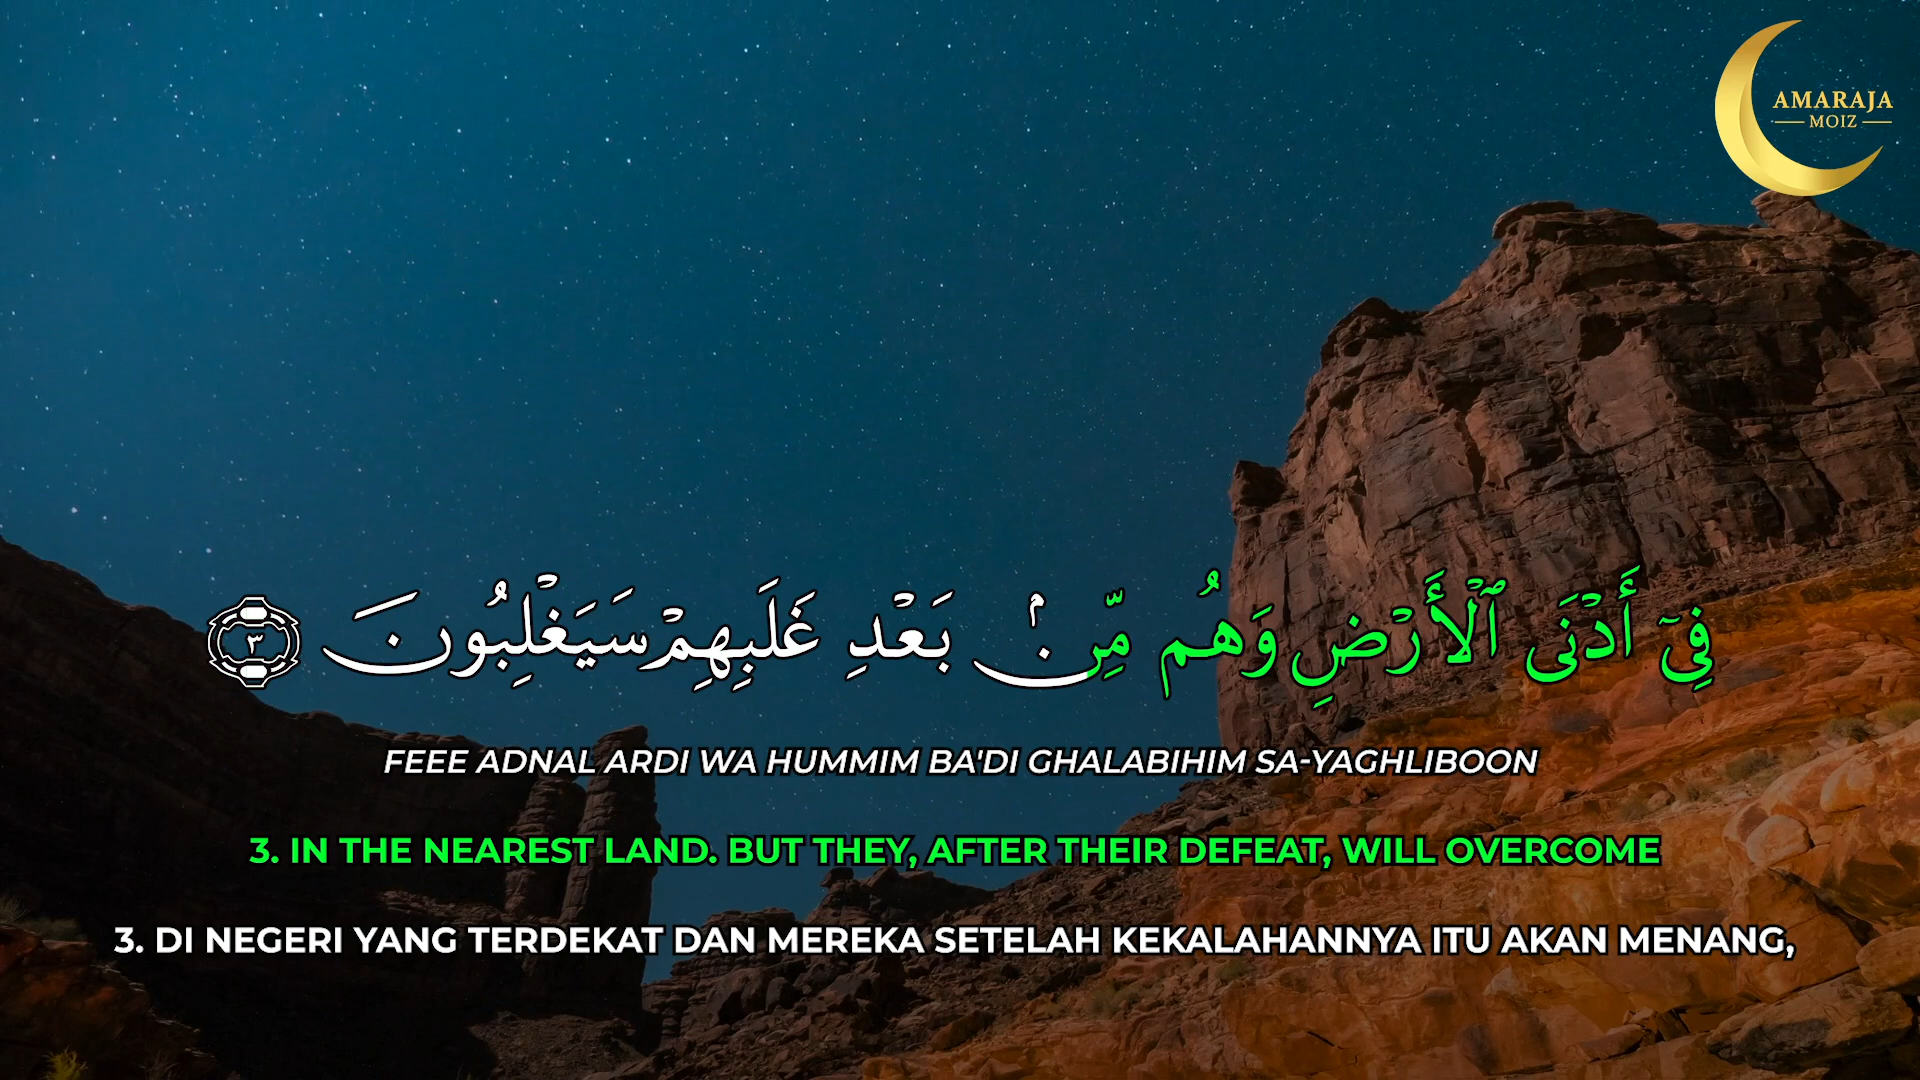 AMARAJA
MOIZ
فِىٓ أَدْنَى ٱلْأَرْضِ وَهُم مِّنۢ بَعْدِ غَلَبِهِمْ سَيَغْلِبُونَ ٣
FEEE ADNAL ARDI WA HUMMIM BA'DI GHALABIHIM SA-YAGHLIBOON
3. IN THE NEAREST LAND. BUT THEY, AFTER THEIR DEFEAT, WILL OVERCOME
3. DI NEGERI YANG TERDEKAT DAN MEREKA SETELAH KEKALAHANNYA ITU AKAN MENANG,